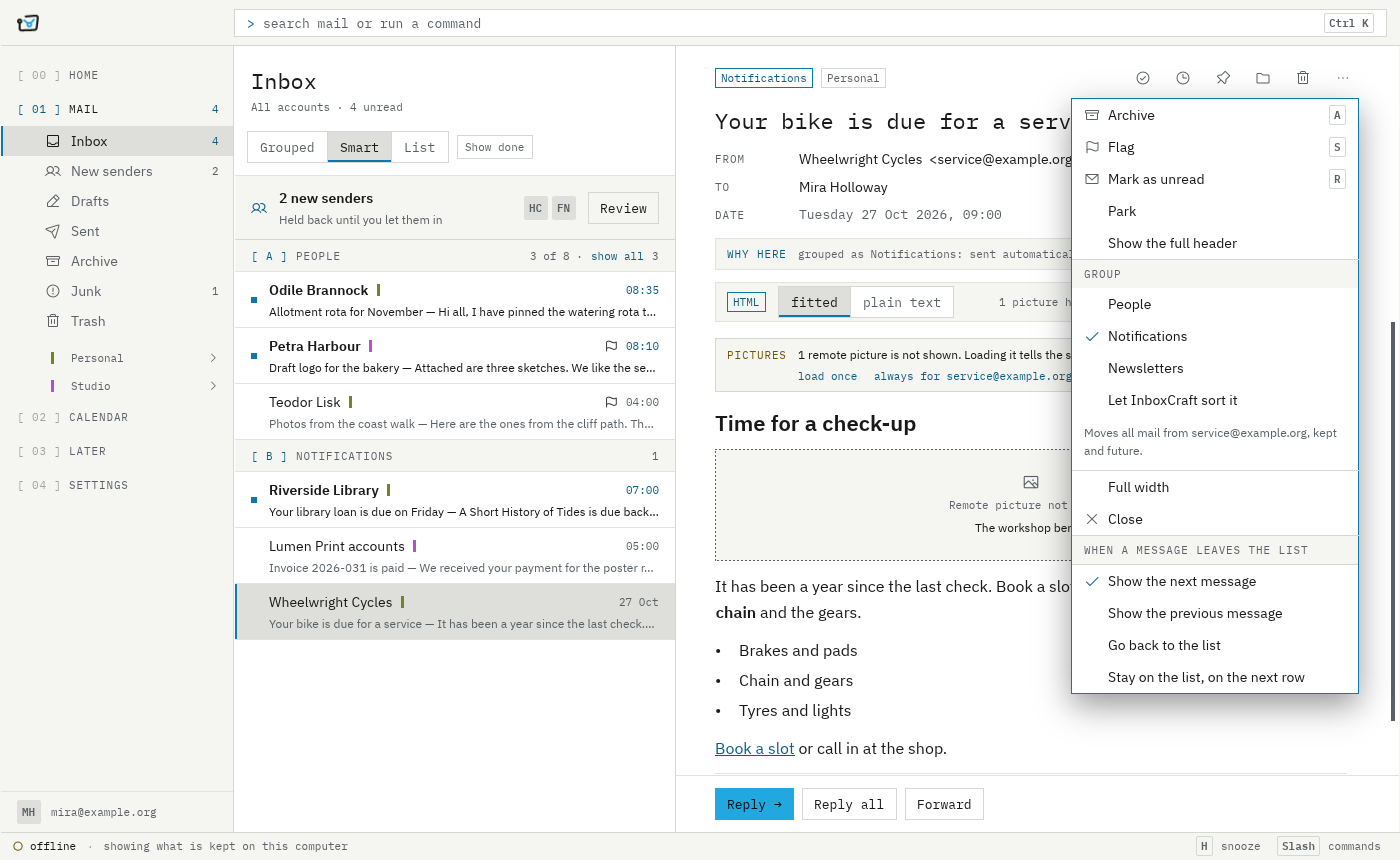 > search mail or run a command
Ctrl K
[ 00 ] HOME
[ 01 ] MAIL 4
Inbox 4
New senders 2
Drafts
Sent
Archive
Junk 1
Trash
Personal
Studio
[ 02 ] CALENDAR
[ 03 ] LATER
[ 04 ] SETTINGS
MH mira@example.org
Inbox
All accounts · 4 unread
Grouped Smart List Show done
2 new senders
Held back until you let them in
HC FN Review
[ A ] PEOPLE 3 of 8 · show all 3
Odile Brannock 08:35
Allotment rota for November — Hi all, I have pinned the watering rota t…
Petra Harbour 08:10
Draft logo for the bakery — Attached are three sketches. We like the se…
Teodor Lisk 04:00
Photos from the coast walk — Here are the ones from the cliff path. Th…
[ B ] NOTIFICATIONS 1
Riverside Library 07:00
Your library loan is due on Friday — A Short History of Tides is due back…
Lumen Print accounts 05:00
Invoice 2026-031 is paid — We received your payment for the poster r…
Wheelwright Cycles 27 Oct
Your bike is due for a service — It has been a year since the last check.…
Notifications Personal
Your bike is due for a serv
FROM Wheelwright Cycles <service@example.org
TO Mira Holloway
DATE Tuesday 27 Oct 2026, 09:00
WHY HERE grouped as Notifications: sent automatical
HTML fitted plain text 1 picture h
PICTURES 1 remote picture is not shown. Loading it tells the s
load once always for service@example.org
Time for a check-up
Remote picture not
The workshop ben
It has been a year since the last check. Book a slo
chain and the gears.
• Brakes and pads
• Chain and gears
• Tyres and lights
Book a slot or call in at the shop.
Reply → Reply all Forward
Archive A
Flag S
Mark as unread R
Park
Show the full header
GROUP
People
Notifications
Newsletters
Let InboxCraft sort it
Moves all mail from service@example.org, kept
and future.
Full width
Close
WHEN A MESSAGE LEAVES THE LIST
Show the next message
Show the previous message
Go back to the list
Stay on the list, on the next row
offline · showing what is kept on this computer
H snooze Slash commands